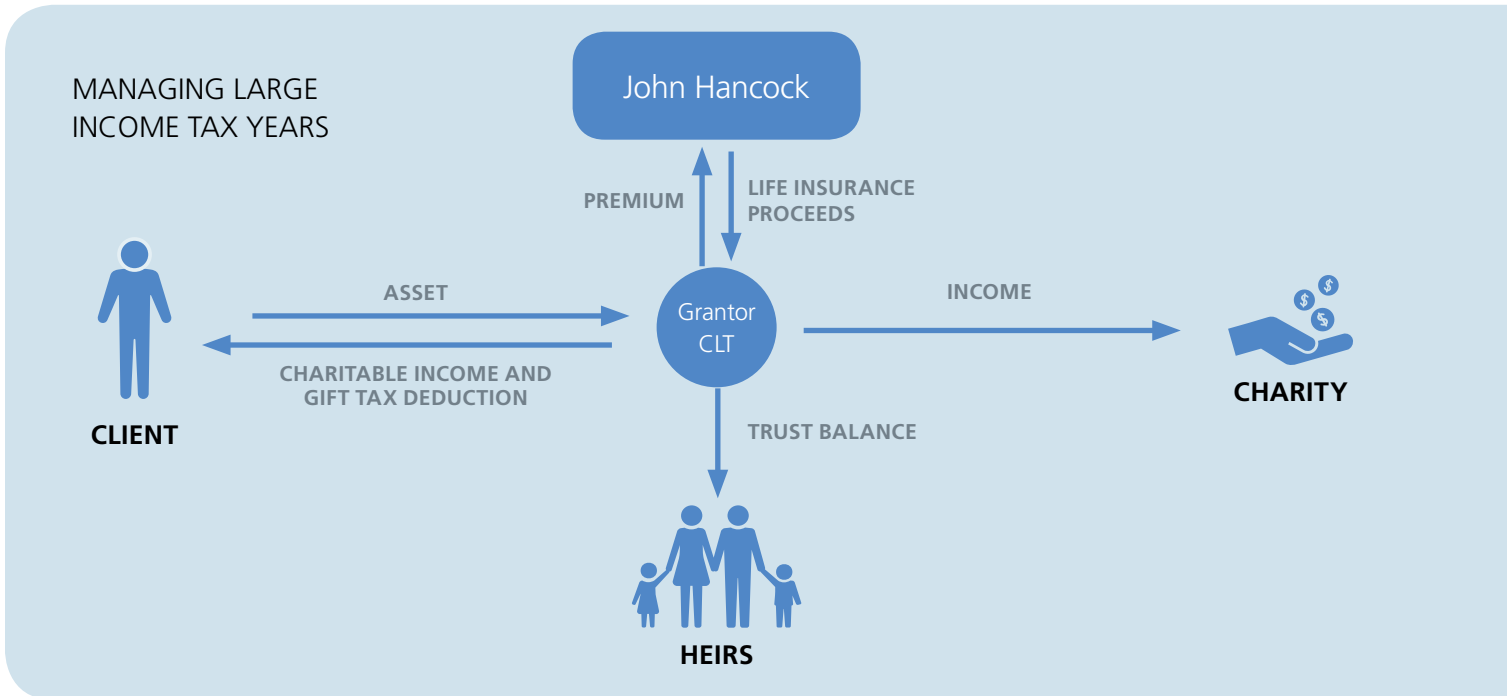 MANAGING LARGE
INCOME TAX YEARS
John Hancock
PREMIUM
LIFE INSURANCE
PROCEEDS
ASSET
Grantor
CLT
INCOME
CHARITABLE INCOME AND
GIFT TAX DEDUCTION
CLIENT
$
$
$
CHARITY
TRUST BALANCE
HEIRS